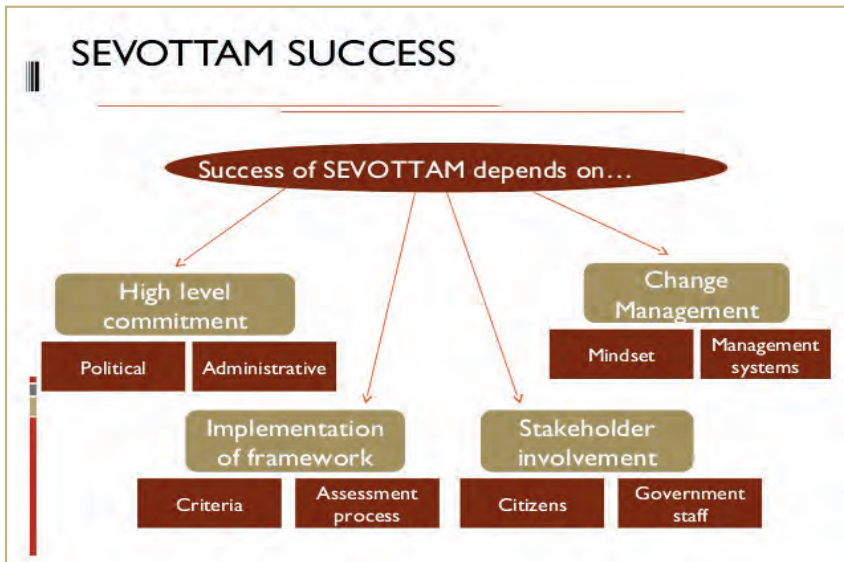 SEVOTTAM SUCCESS
Success of SEVOTTAM depends on...
High level
commitment
Political
Administrative
Implementation
of framework
Criteria
Assessment
process
Stakeholder
involvement
Citizens
Government
staff
Change
Management
Mindset
Management
systems